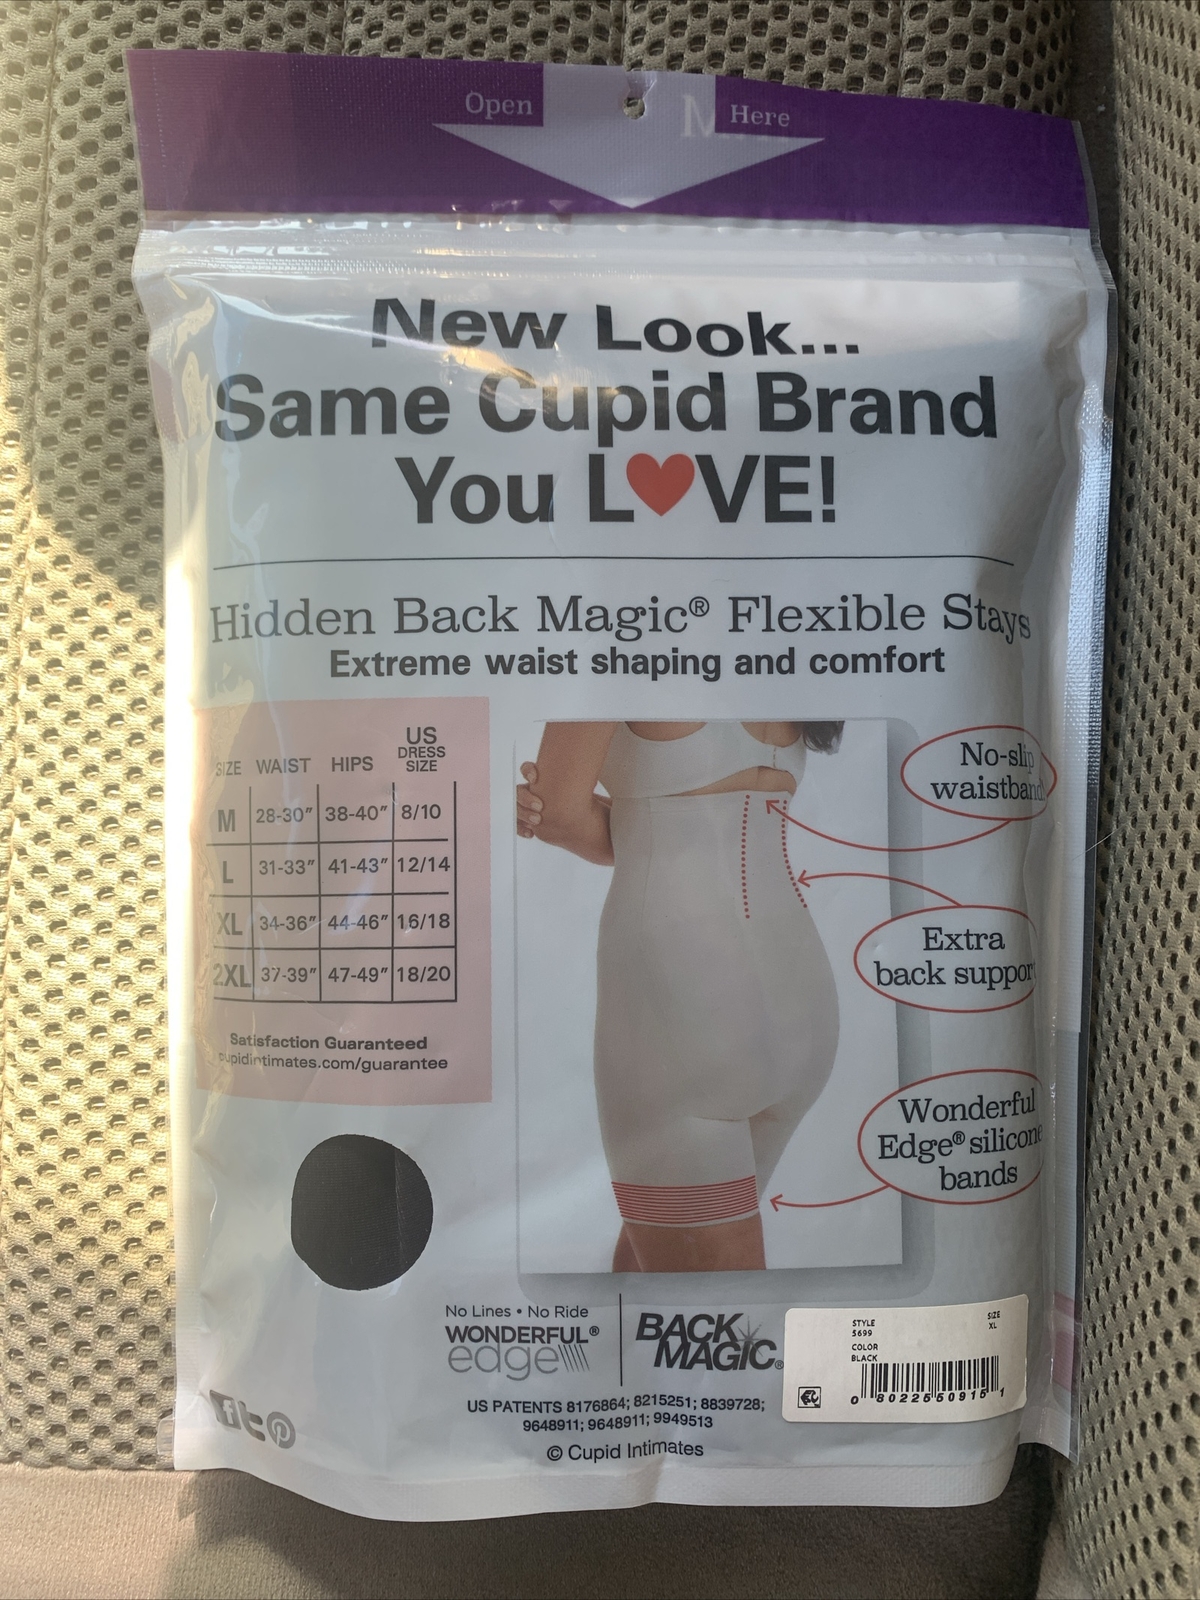 Open Here
New Look...
Same Cupid Brand
You L♥VE!
Hidden Back Magic® Flexible Stays
Extreme waist shaping and comfort
SIZE WAIST HIPS US DRESS SIZE
M 28-30" 38-40" 8/10
L 31-33" 41-43" 12/14
XL 34-36" 44-46" 16/18
2XL 37-39" 47-49" 18/20
Satisfaction Guaranteed
cupidintimates.com/guarantee
No-slip
waistband
Extra
back support
Wonderful
Edge® silicone
bands
No Lines • No Ride
WONDERFUL®
edge
BACK
MAGIC®
STYLE
5699
COLOR
BLACK
SIZE
XL
0 80225 50915 1
US PATENTS 8176864; 8215251; 8839728;
9648911; 9648911; 9949513
© Cupid Intimates